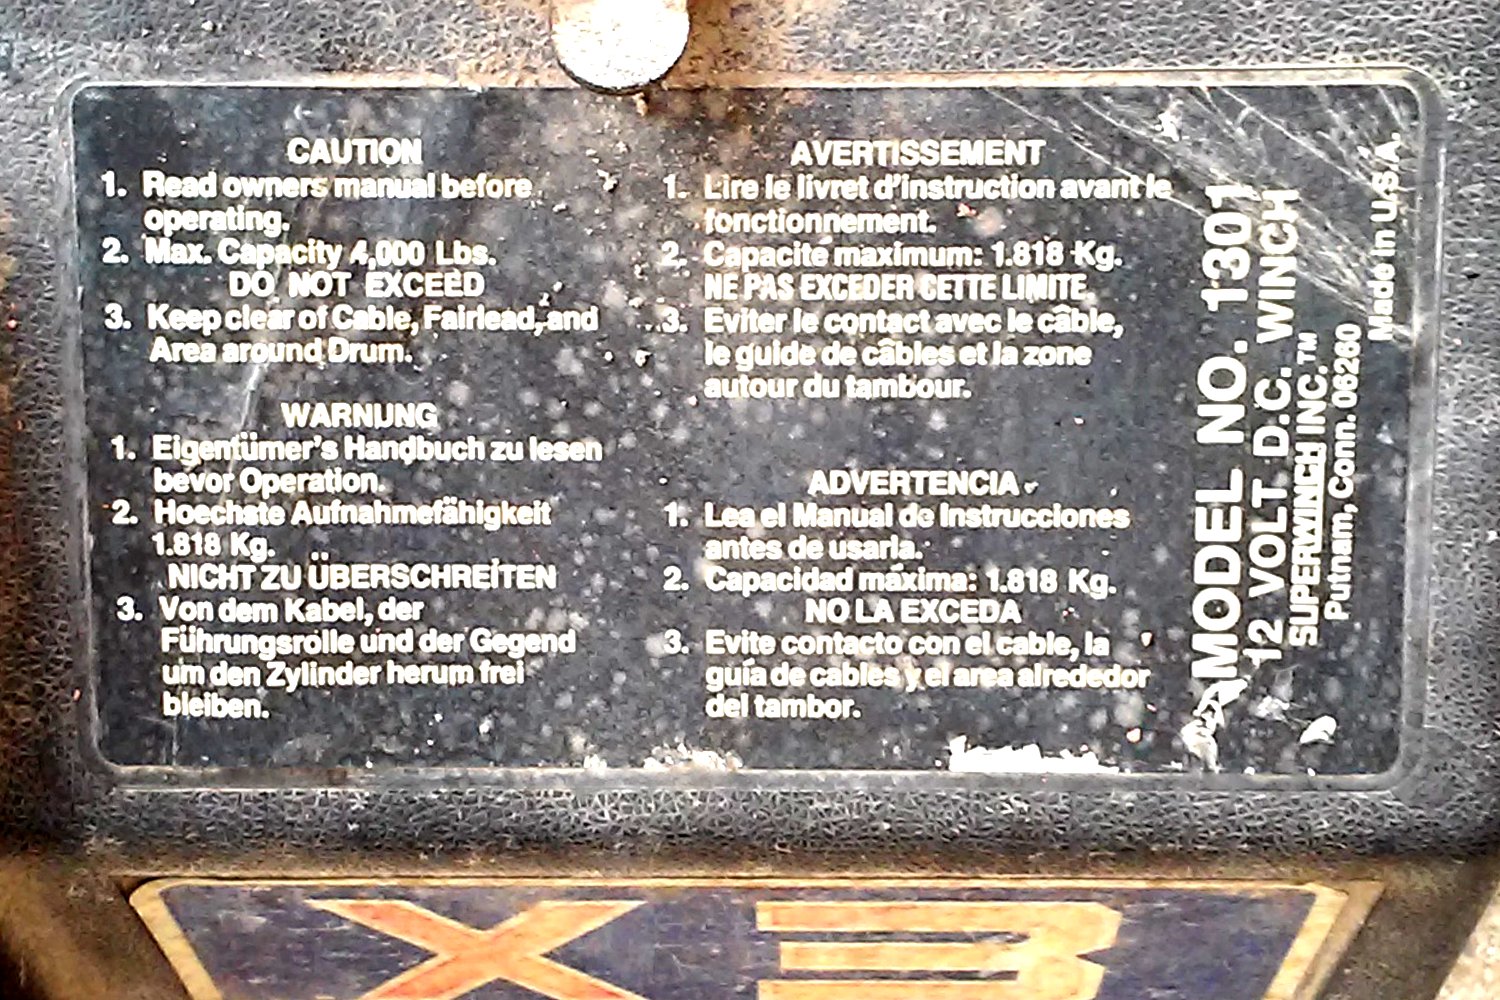 CAUTION
1. Read owners manual before
operating.
2. Max. Capacity 4,000 Lbs.
DO NOT EXCEED
3. Keep clear of Cable, Fairlead, and
Area around Drum.
WARNUNG
1. Eigentümer's Handbuch zu lesen
bevor Operation.
2. Hoechste Aufnahmefähigkeit
1.818 Kg.
NICHT ZU ÜBERSCHREITEN
3. Von dem Kabel, der
Führungsrolle und der Gegend
um den Zylinder herum frei
bleiben.
AVERTISSEMENT
1. Lire le livret d'instruction avant le
fonctionnement.
2. Capacité maximum: 1.818 Kg.
NE PAS EXCEDER CETTE LIMITE.
3. Eviter le contact avec le câble,
le guide de câbles et la zone
autour du tambour.
ADVERTENCIA
1. Lea el Manual de Instrucciones
antes de usarla.
2. Capacidad máxima: 1.818 Kg.
NO LA EXCEDA
3. Evite contacto con el cable, la
guía de cables y el area alrededor
del tambor.
MODEL NO. 1301
12 VOLT D.C. WINCH
SUPERWINCH INC.™
Putnam, Conn. 06260
Made in U.S.A.
X3